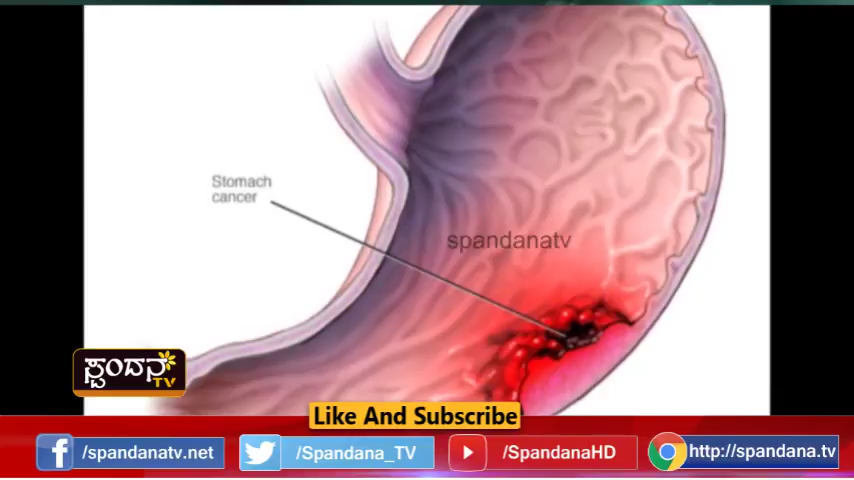 Stomach
cancer
spandanatv
ಸ್ಪಂದನ
TV
Like And Subscribe
/spandanatv.net
/Spandana_TV
/SpandanaHD
http://spandana.tv